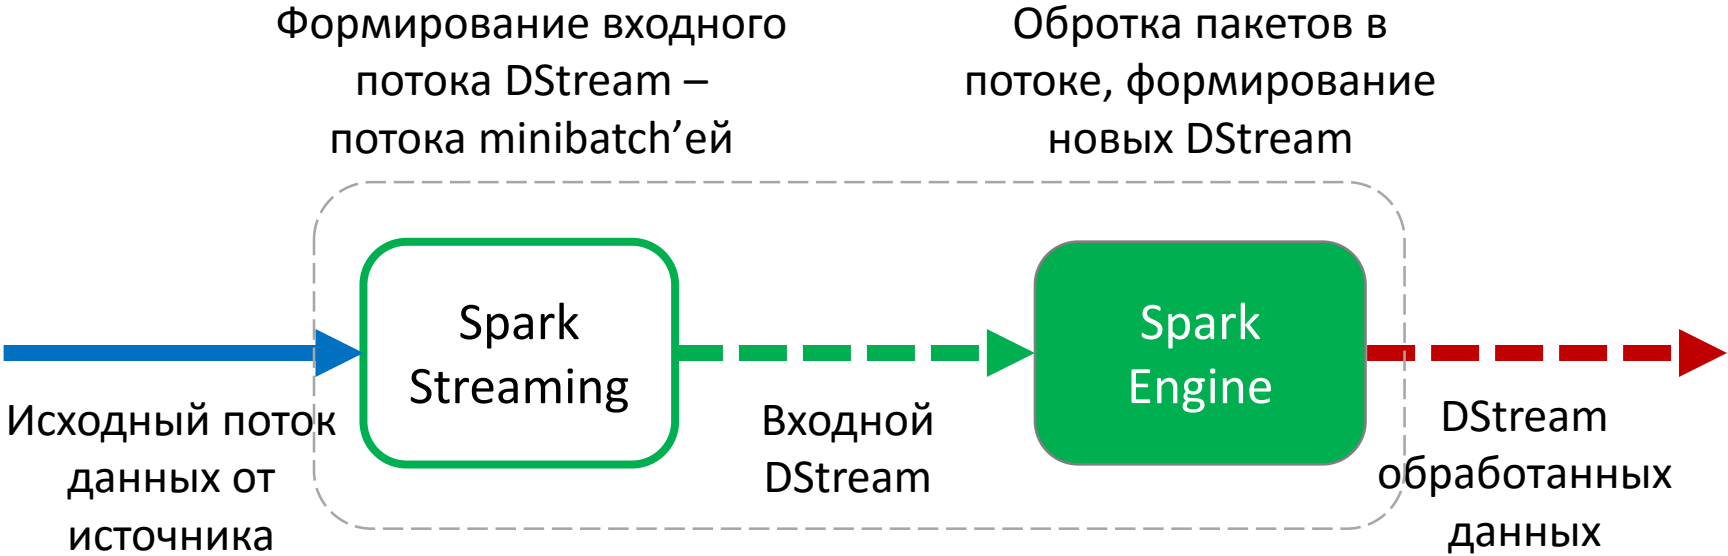 Формирование входного
потока DStream –
потока minibatch’ей
Обротка пакетов в
потоке, формирование
новых DStream
Spark
Streaming
Spark
Engine
Исходный поток
данных от
источника
Входной
DStream
DStream
обработанных
данных